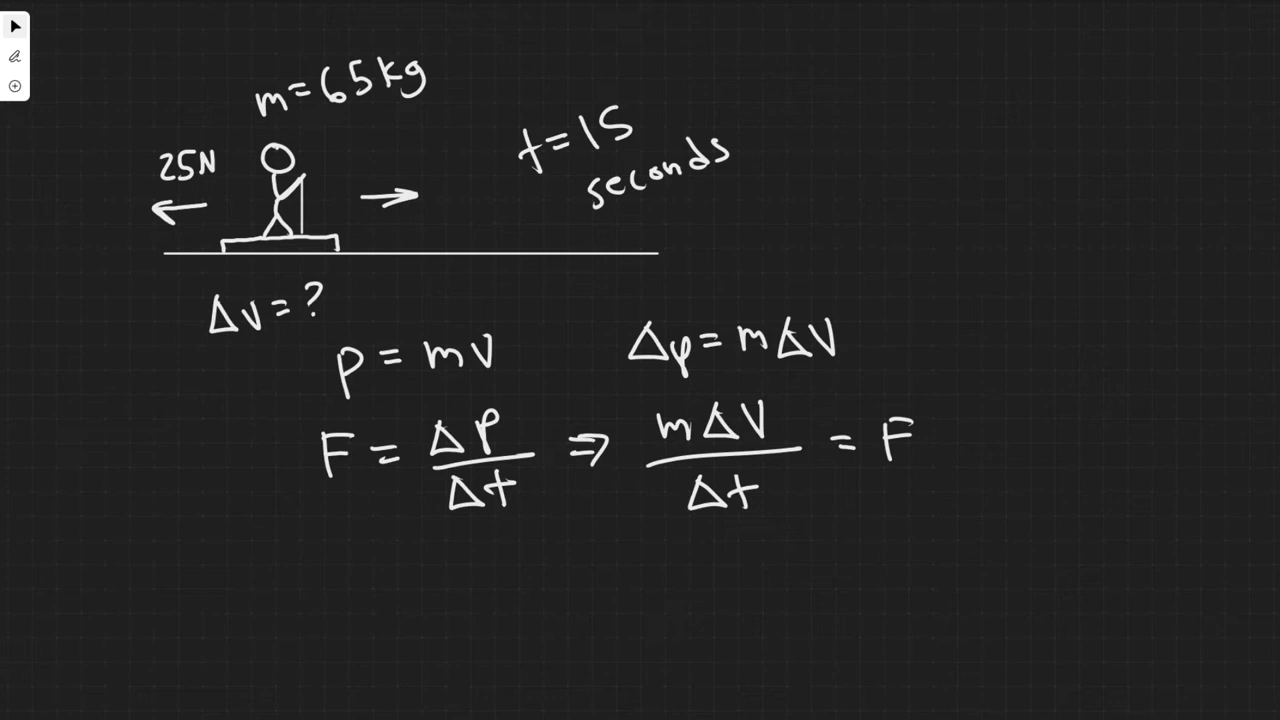 m=65kg
t=15
seconds
25N
Δv=?
p=mv
Δp=mΔV
F=Δp/Δt ⇒ mΔV/Δt = F